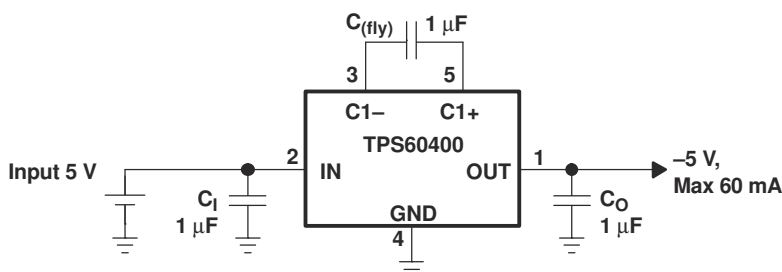 C(fly) 1 μF
3 5
C1− C1+
TPS60400
Input 5 V 2 IN OUT 1 −5 V,
Max 60 mA
CI
1 μF
GND
4
CO
1 μF